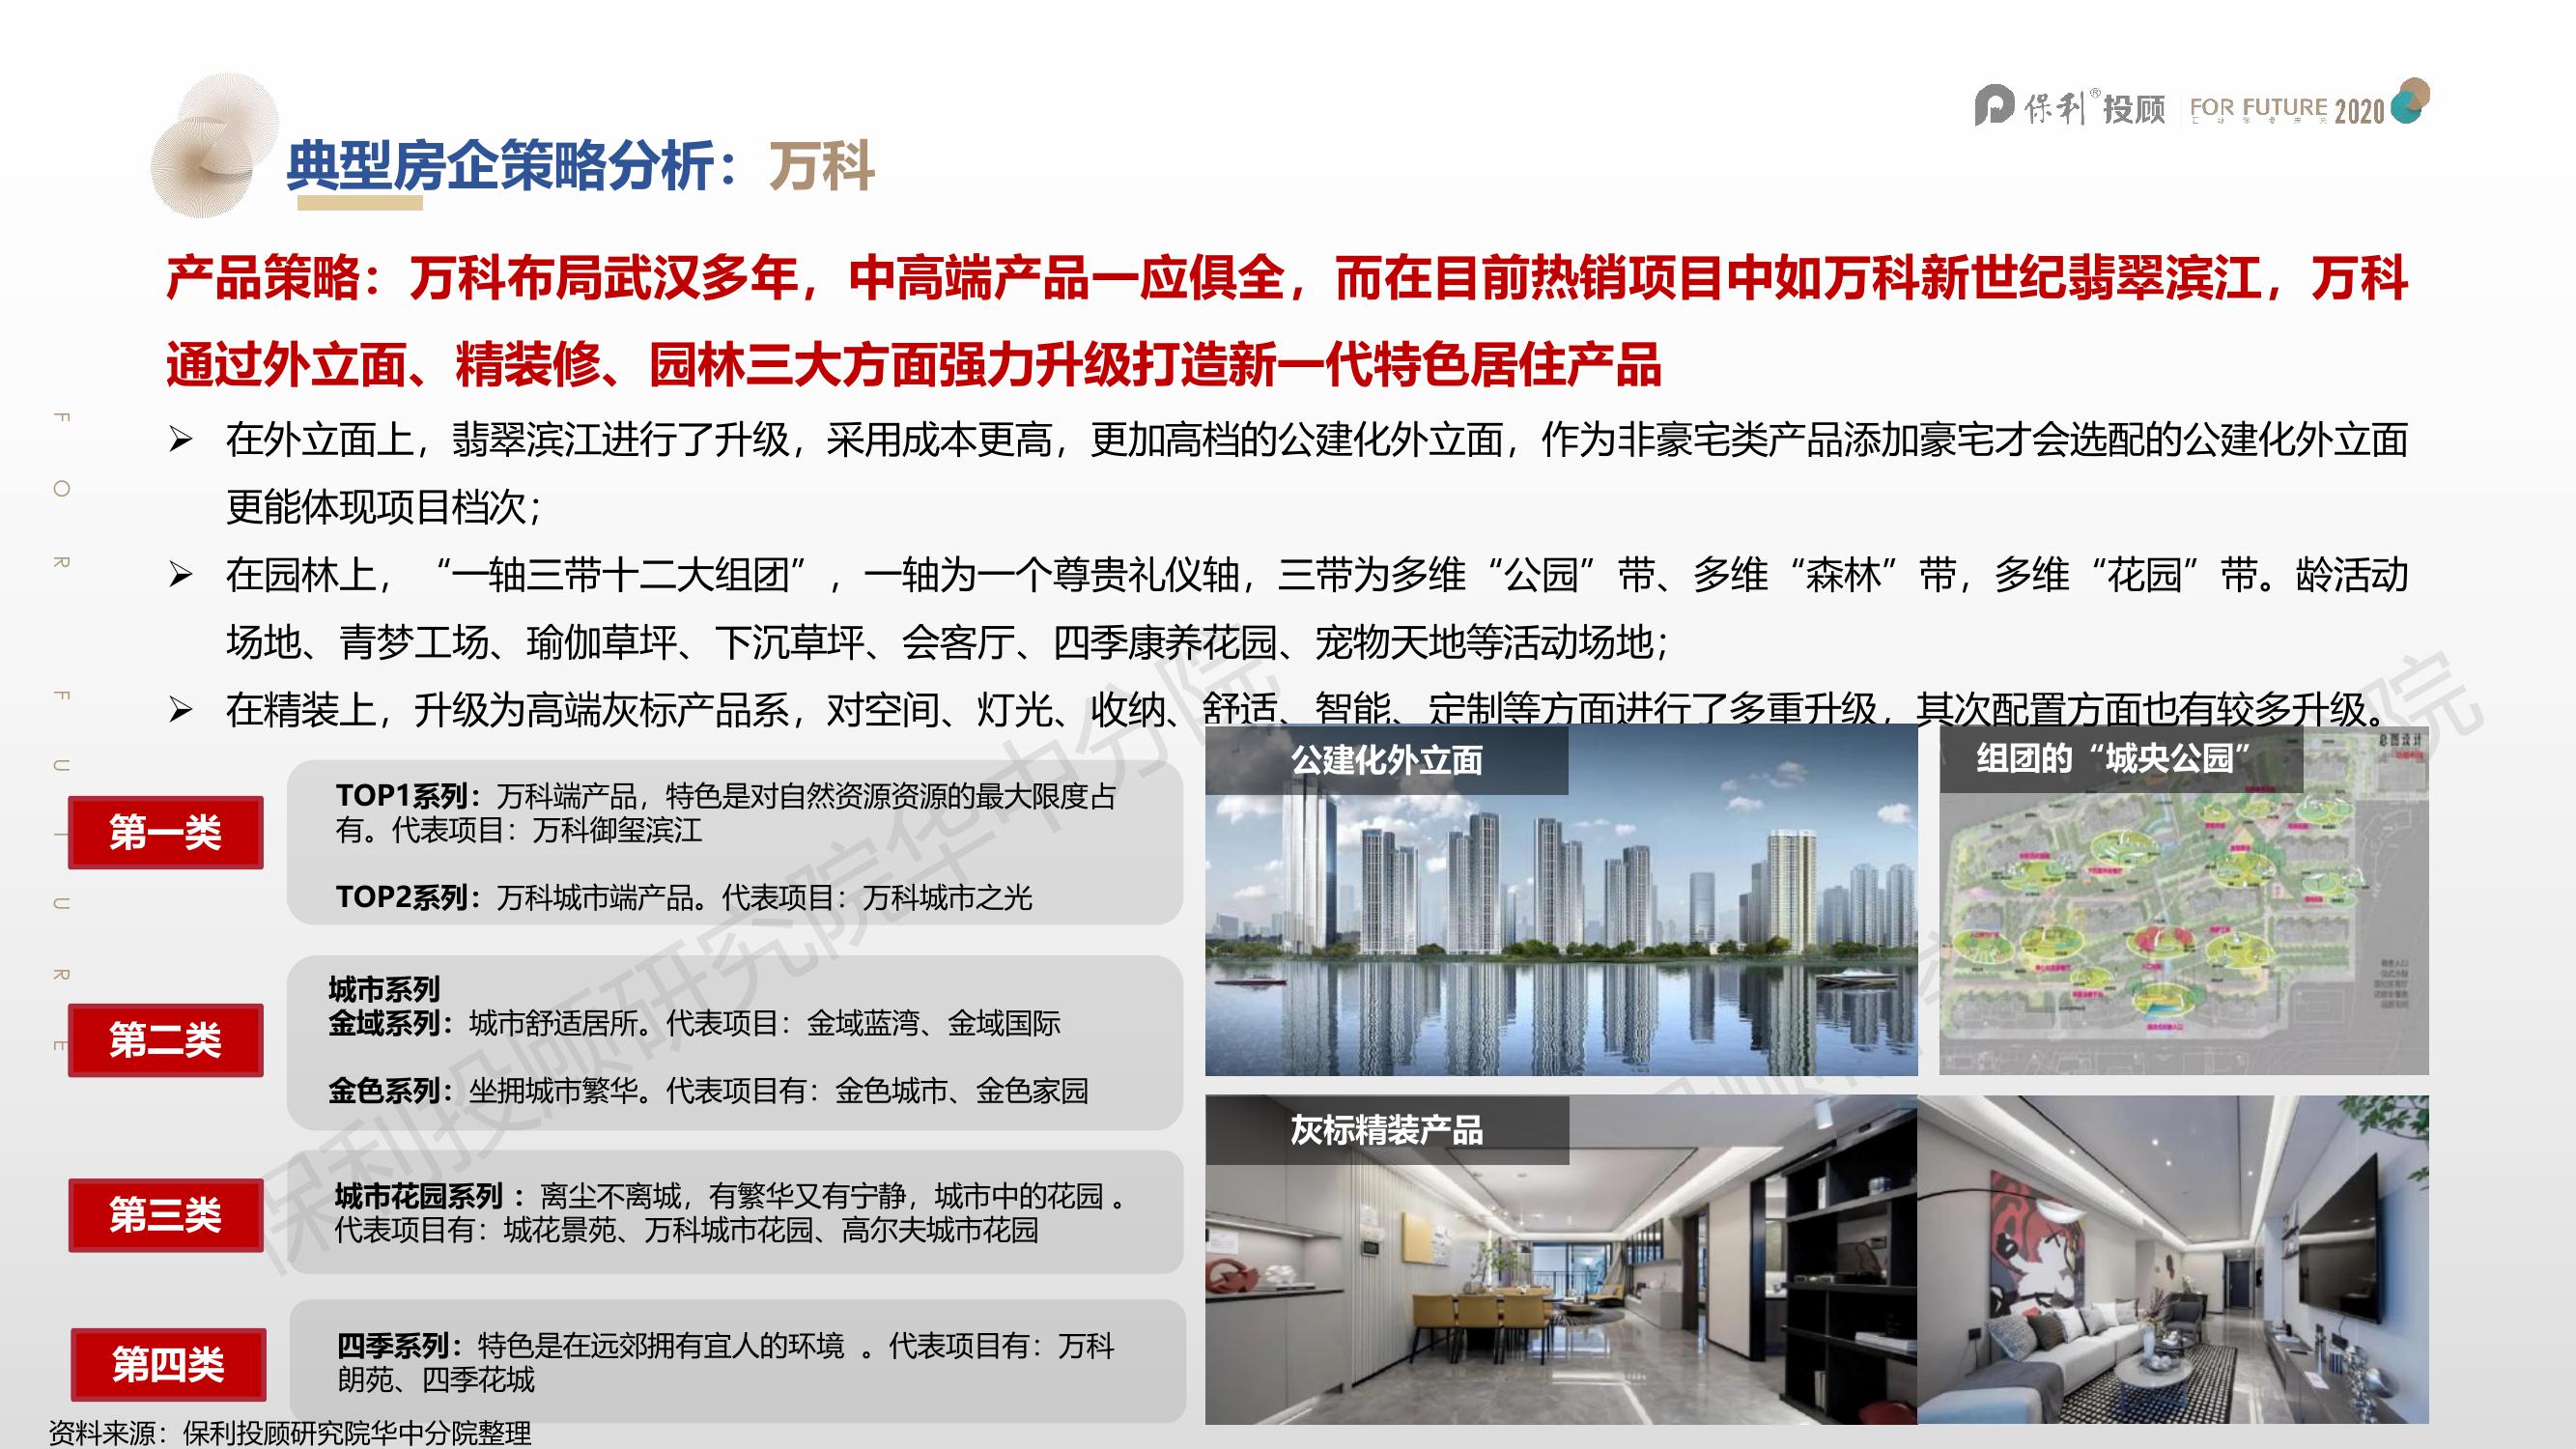 保利®投顾 FOR FUTURE 2020
典型房企策略分析：万科
产品策略：万科布局武汉多年，中高端产品一应俱全，而在目前热销项目中如万科新世纪翡翠滨江，万科
通过外立面、精装修、园林三大方面强力升级打造新一代特色居住产品
在外立面上，翡翠滨江进行了升级，采用成本更高，更加高档的公建化外立面，作为非豪宅类产品添加豪宅才会选配的公建化外立面
更能体现项目档次；
在园林上，“一轴三带十二大组团”，一轴为一个尊贵礼仪轴，三带为多维“公园”带、多维“森林”带，多维“花园”带。龄活动
场地、青梦工场、瑜伽草坪、下沉草坪、会客厅、四季康养花园、宠物天地等活动场地；
在精装上，升级为高端灰标产品系，对空间、灯光、收纳、舒适、智能、定制等方面进行了多重升级，其次配置方面也有较多升级。
FOR FUTURE
第一类
TOP1系列：万科端产品，特色是对自然资源资源的最大限度占
有。代表项目：万科御玺滨江
TOP2系列：万科城市端产品。代表项目：万科城市之光
第二类
城市系列
金域系列：城市舒适居所。代表项目：金域蓝湾、金域国际
金色系列：坐拥城市繁华。代表项目有：金色城市、金色家园
第三类
城市花园系列 ：离尘不离城，有繁华又有宁静，城市中的花园 。
代表项目有：城花景苑、万科城市花园、高尔夫城市花园
第四类
四季系列：特色是在远郊拥有宜人的环境 。代表项目有：万科
朗苑、四季花城
公建化外立面
组团的“城央公园”
灰标精装产品
资料来源：保利投顾研究院华中分院整理
保利投顾研究院华中分院